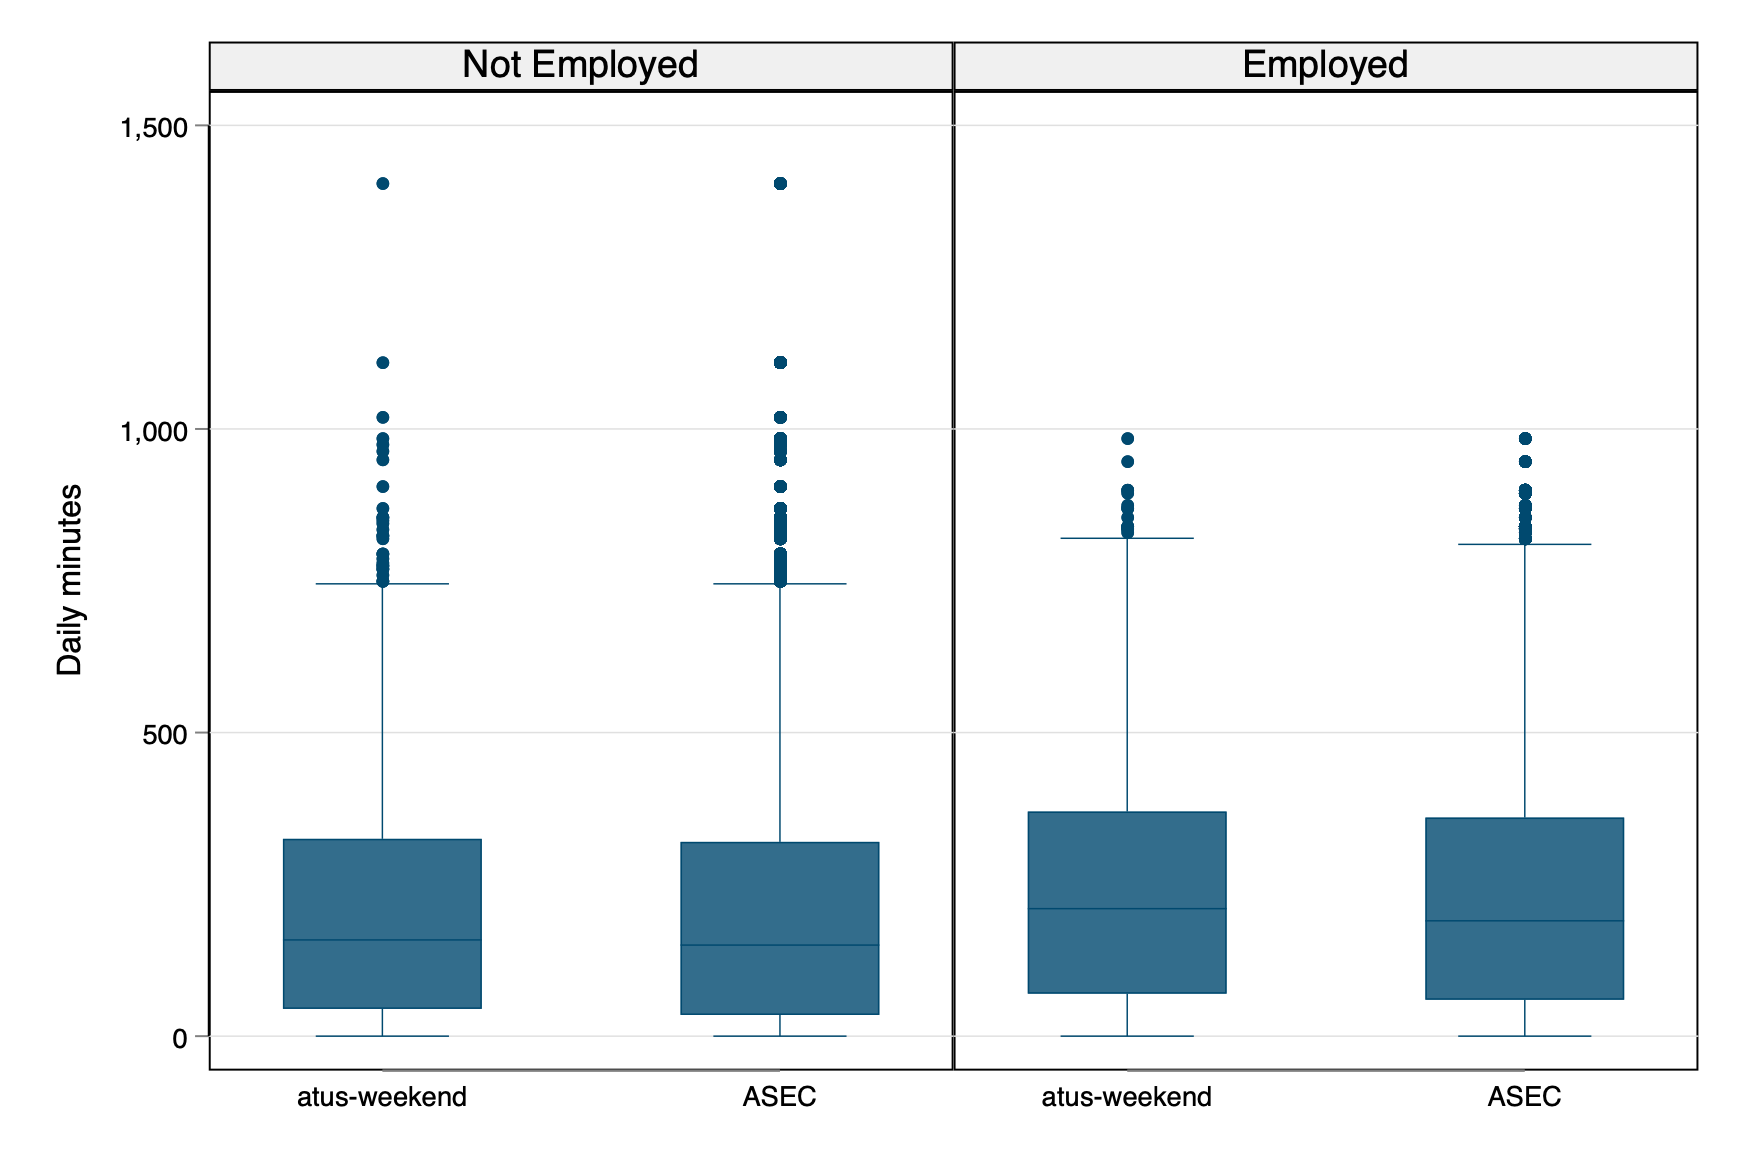 Not Employed
Employed
Daily minutes
1,500
1,000
500
0
atus-weekend
ASEC
atus-weekend
ASEC